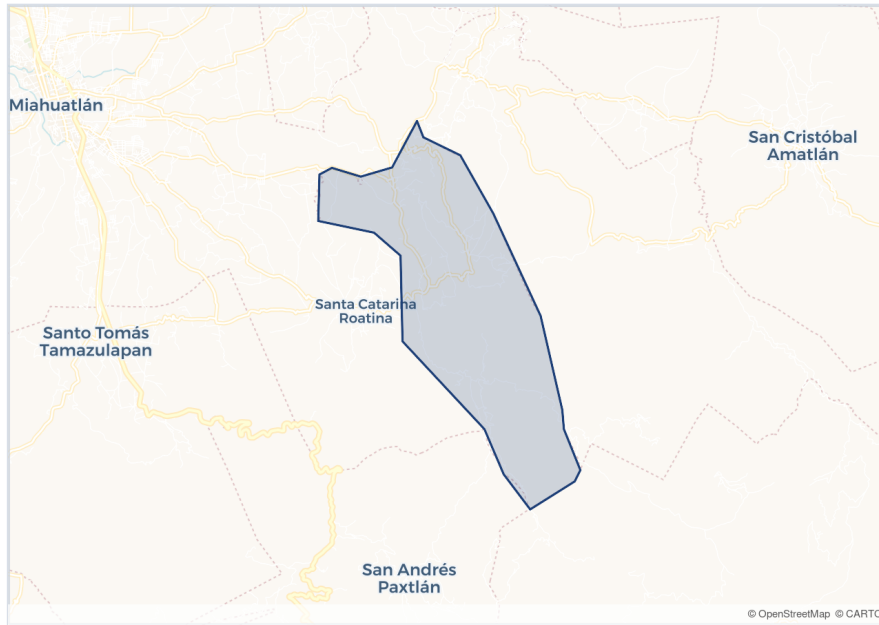 Miahuatlán
San Cristóbal
Amatlán
Santa Catarina
Roatina
Santo Tomás
Tamazulapan
San Andrés
Paxtlán
© OpenStreetMap © CARTO